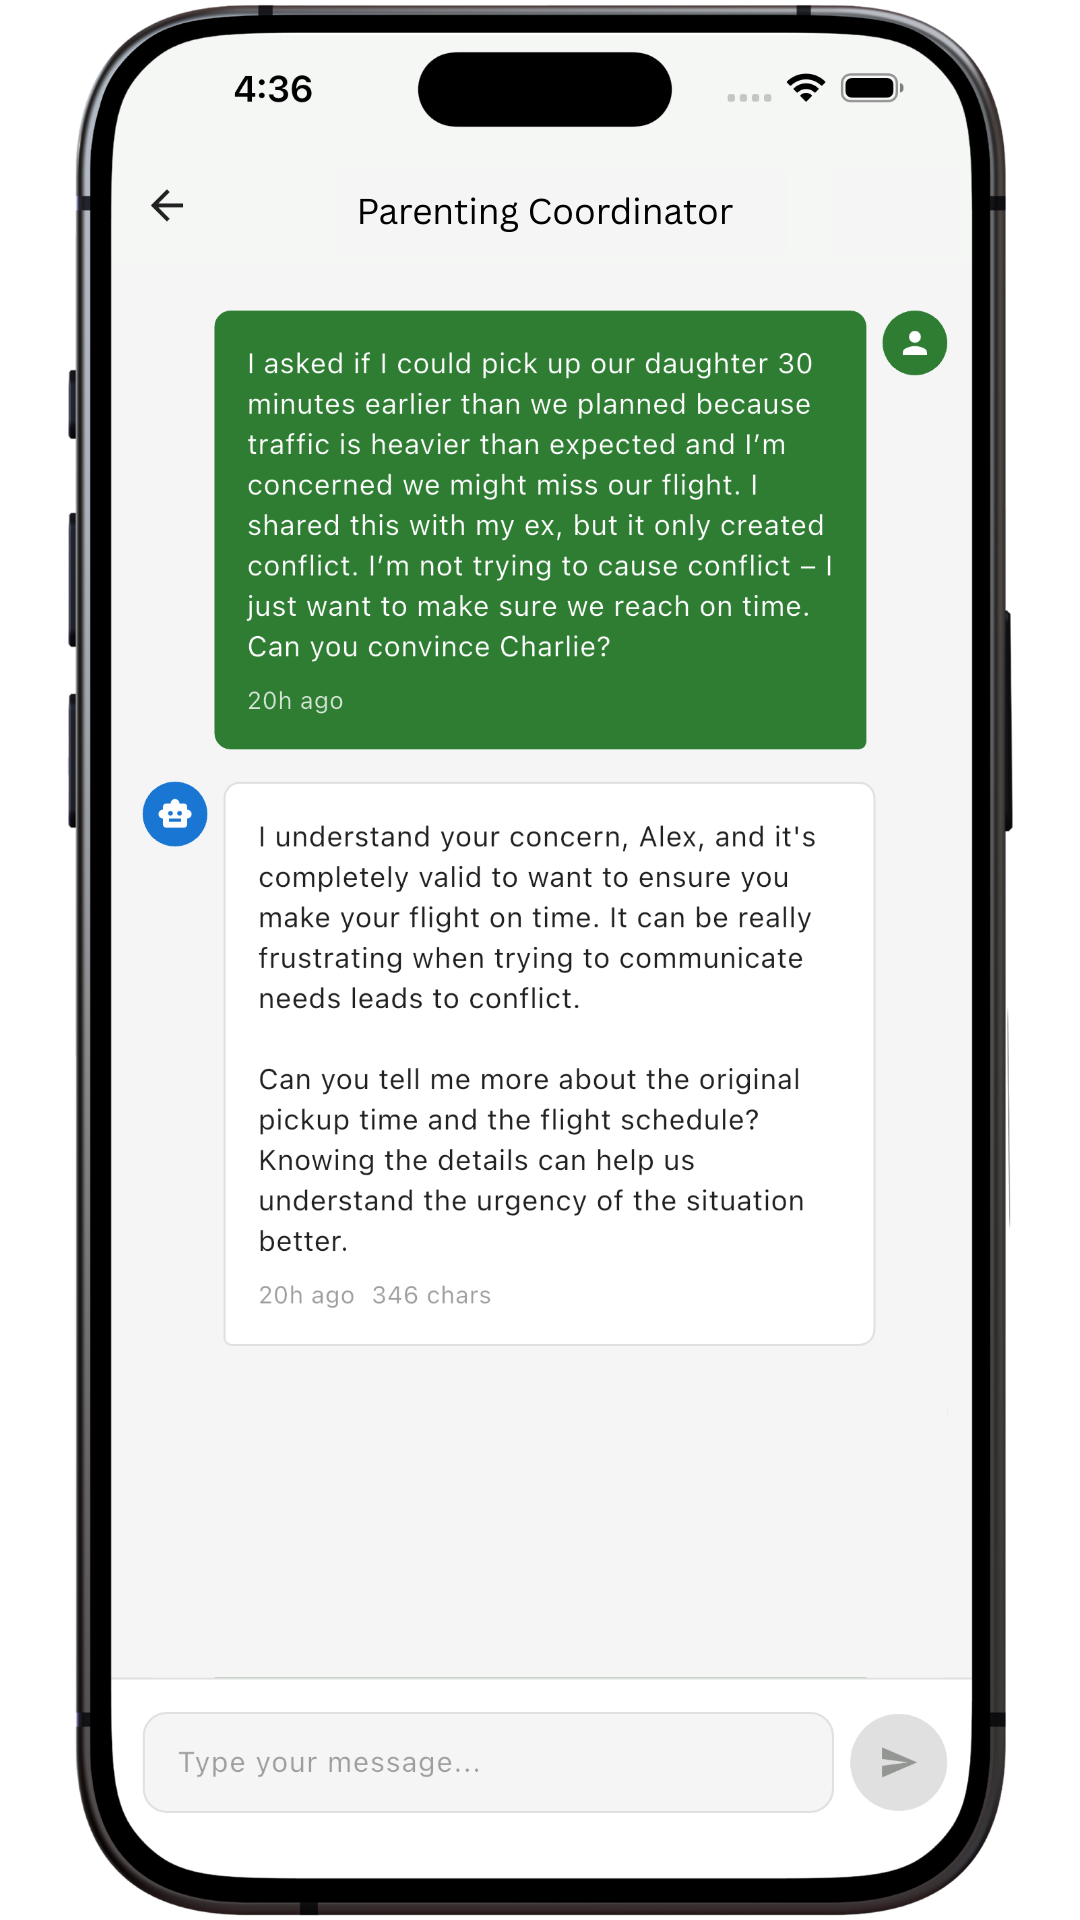 4:36
Parenting Coordinator
I asked if I could pick up our daughter 30
minutes earlier than we planned because
traffic is heavier than expected and I’m
concerned we might miss our flight. I
shared this with my ex, but it only created
conflict. I’m not trying to cause conflict – I
just want to make sure we reach on time.
Can you convince Charlie?
20h ago
I understand your concern, Alex, and it's
completely valid to want to ensure you
make your flight on time. It can be really
frustrating when trying to communicate
needs leads to conflict.
Can you tell me more about the original
pickup time and the flight schedule?
Knowing the details can help us
understand the urgency of the situation
better.
20h ago 346 chars
Type your message...